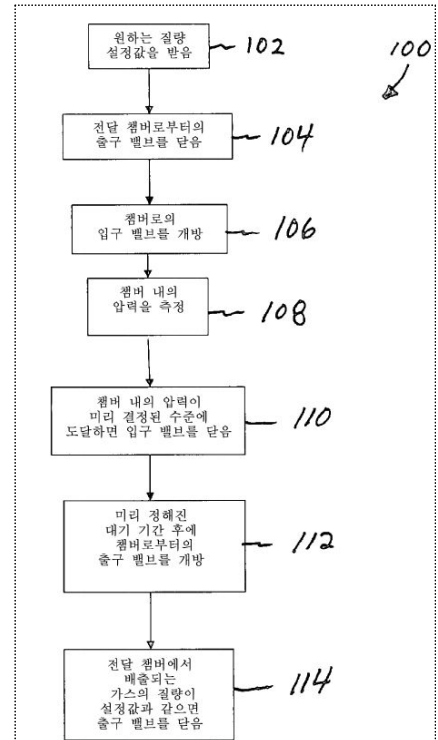 원하는 질량
설정값을 받음
102
100
전달 챔버로부터의
출구 밸브를 닫음
104
챔버로의
입구 밸브를 개방
106
챔버 내의
압력을 측정
108
챔버 내의 압력이
미리 결정된 수준에
도달하면 입구 밸브를 닫음
110
미리 정해진
대기 기간 후에
챔버로부터의
출구 밸브를 개방
112
전달 챔버에서
배출되는
가스의 질량이
설정값과 같으면
출구 밸브를 닫음
114